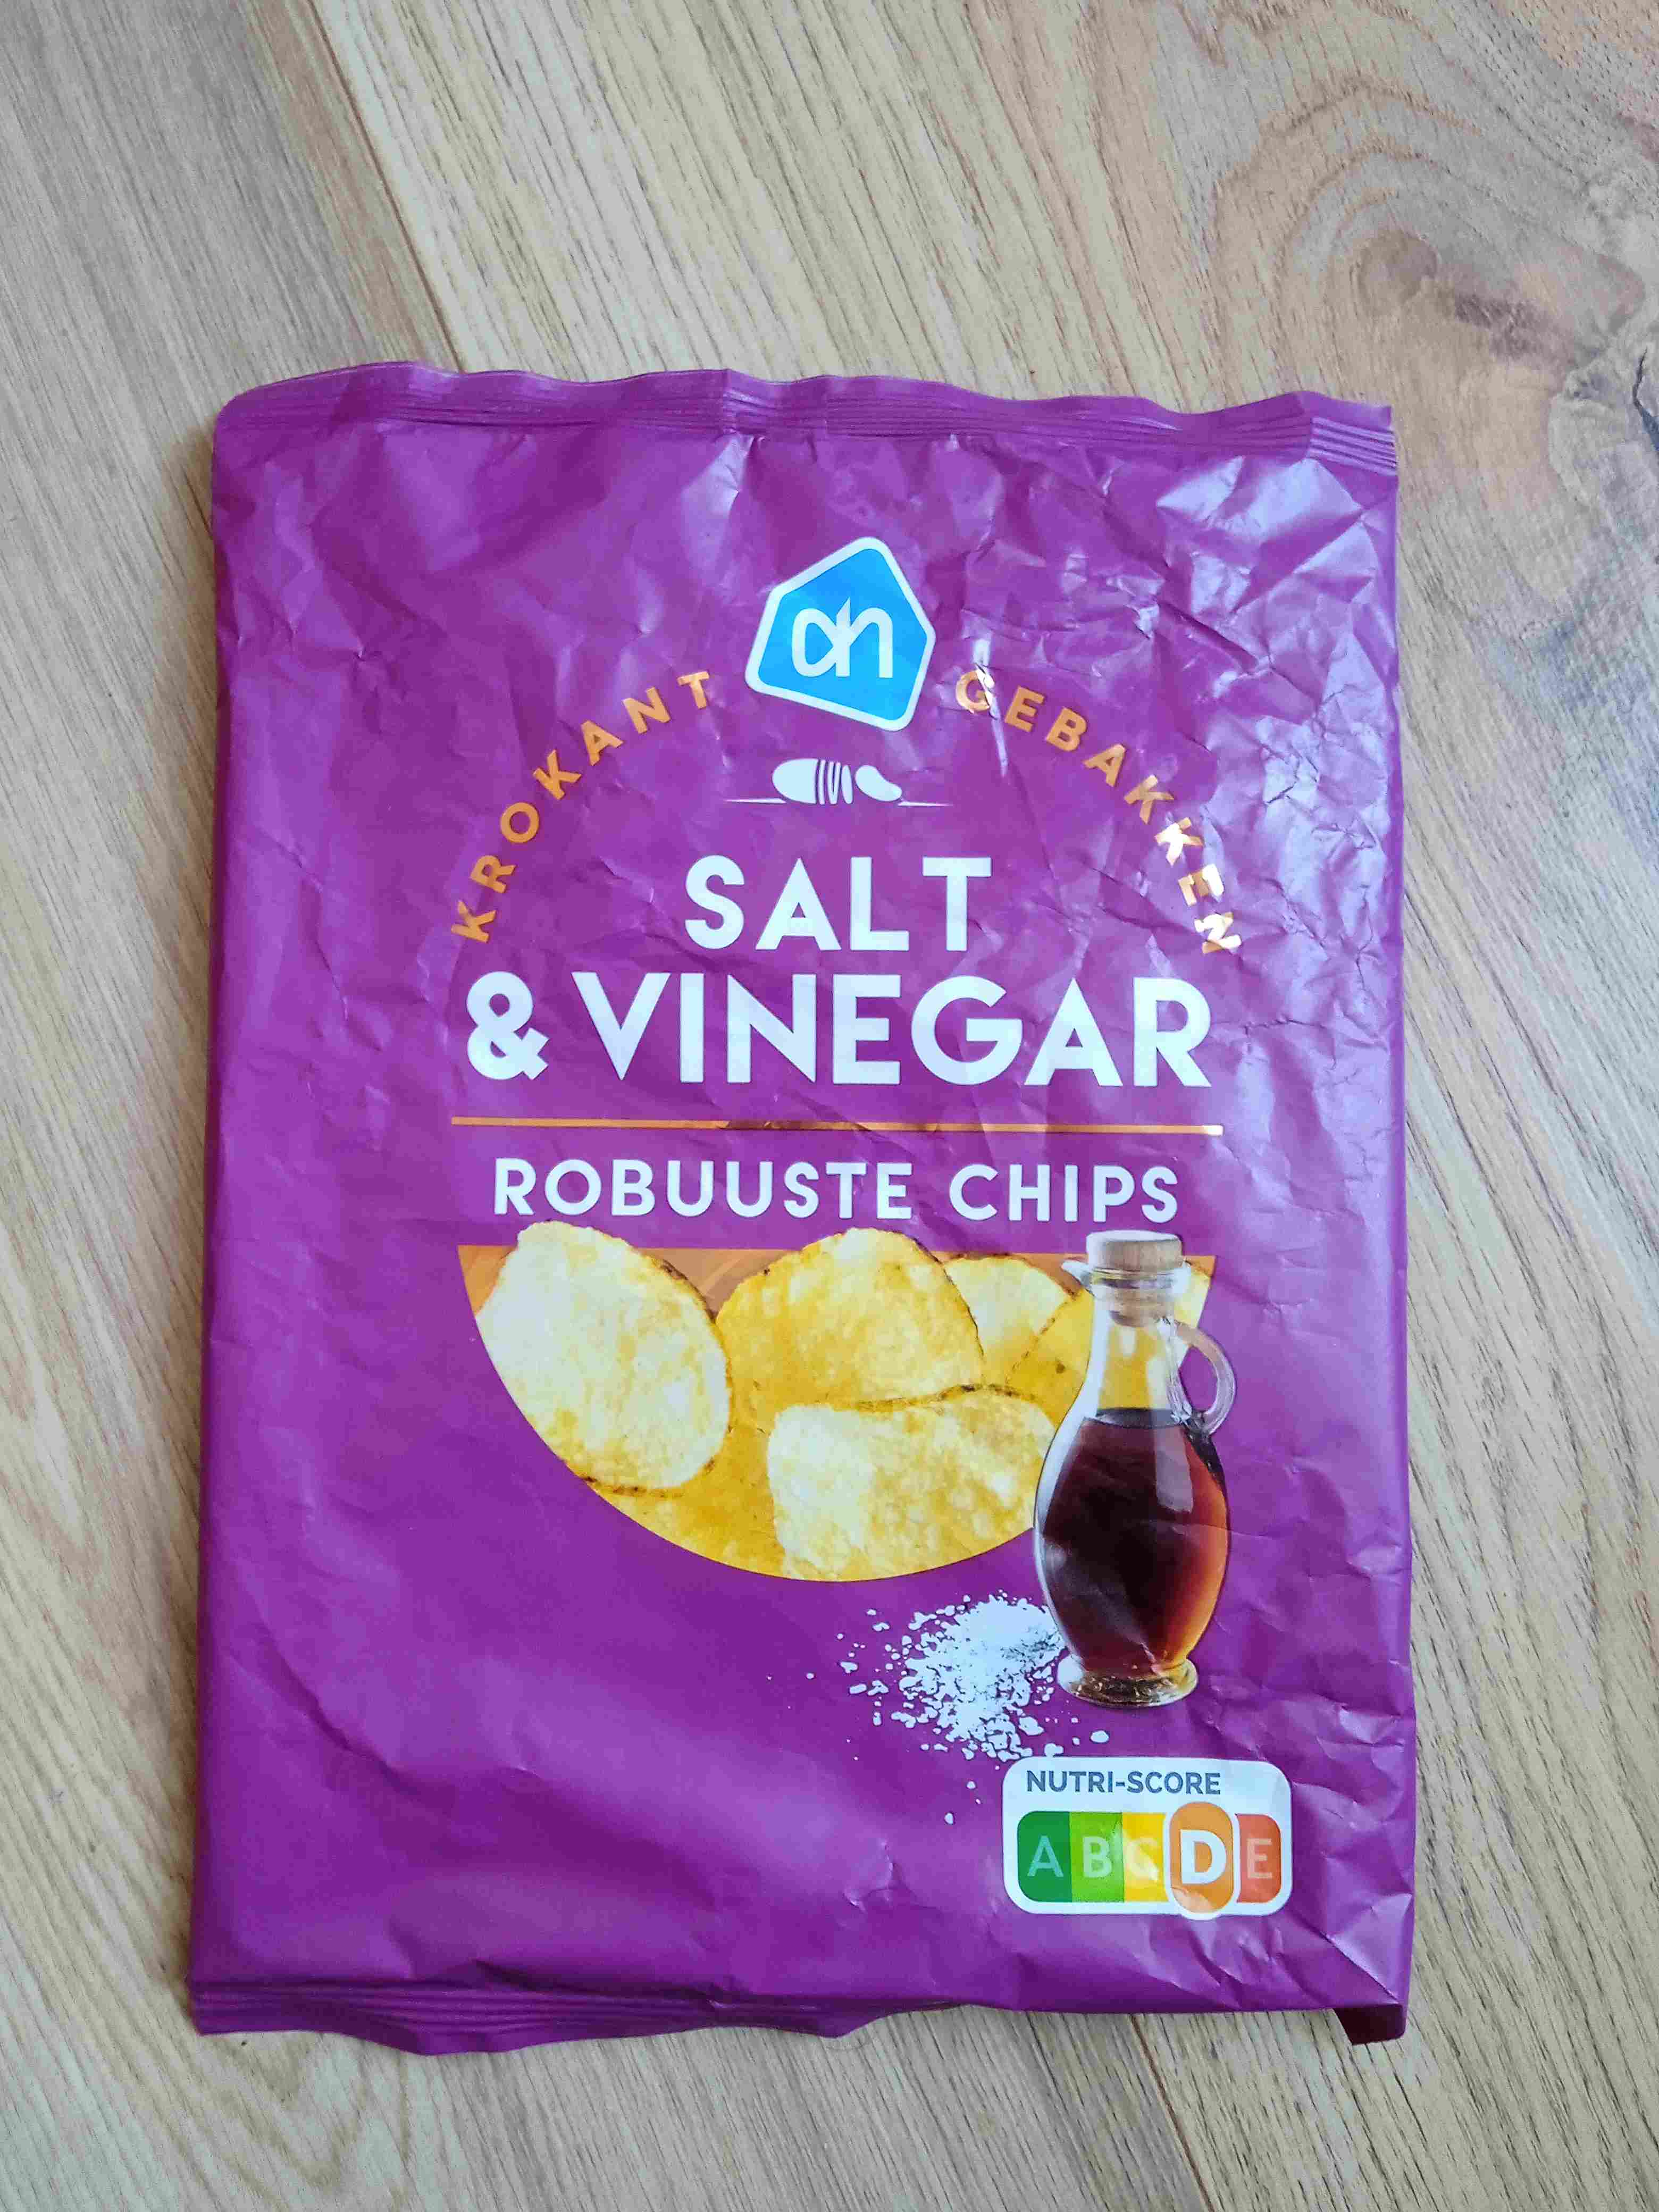 ah
KROKANT GEBAKKEN
SALT
& VINEGAR
ROBUUSTE CHIPS
NUTRI-SCORE
A B C D E